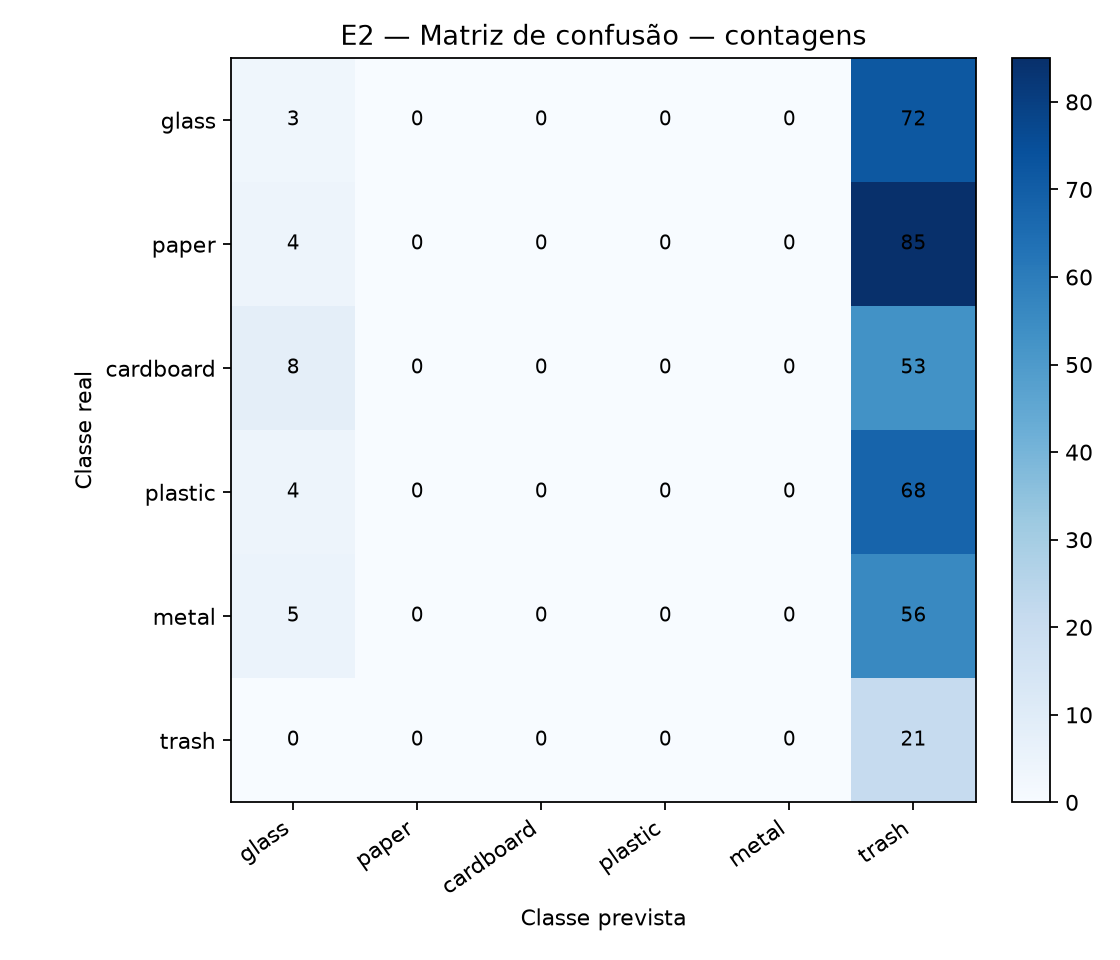 E2 — Matriz de confusão — contagens
glass 3 0 0 0 0 72
paper 4 0 0 0 0 85
cardboard 8 0 0 0 0 53
plastic 4 0 0 0 0 68
metal 5 0 0 0 0 56
trash 0 0 0 0 0 21
glass paper cardboard plastic metal trash
Classe prevista
Classe real
80
70
60
50
40
30
20
10
0